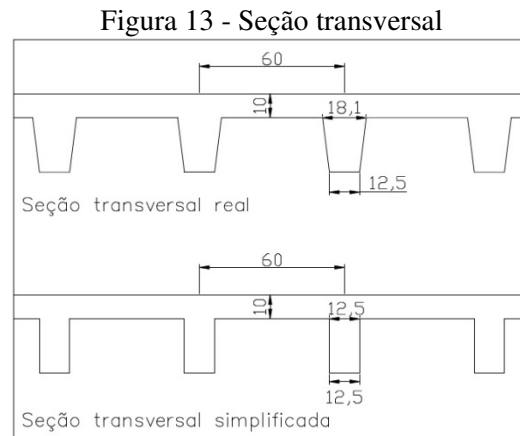 Figura 13 - Seção transversal
60
10
18,1
12,5
Seção transversal real
60
10
12,5
12,5
Seção transversal simplificada